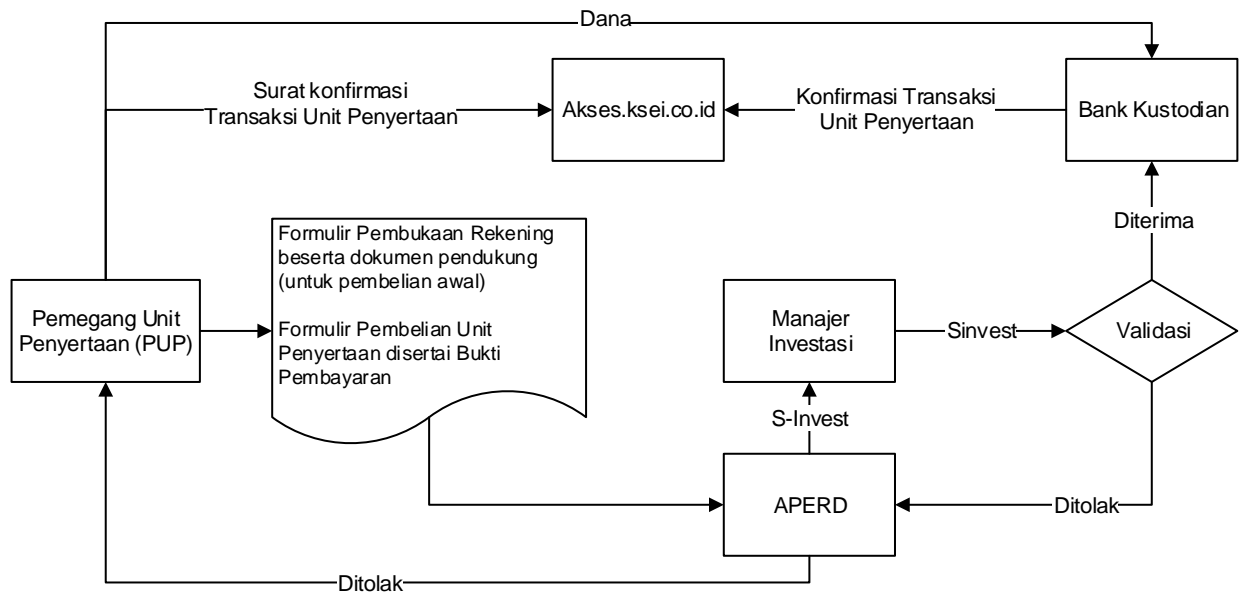 Dana
Surat konfirmasi
Transaksi Unit Penyertaan
Akses.ksei.co.id
Konfirmasi Transaksi
Unit Penyertaan
Bank Kustodian
Diterima
Formulir Pembukaan Rekening
beserta dokumen pendukung
(untuk pembelian awal)
Formulir Pembelian Unit
Penyertaan disertai Bukti
Pembayaran
Pemegang Unit
Penyertaan (PUP)
Manajer
Investasi
Sinvest
Validasi
S-Invest
APERD
Ditolak
Ditolak